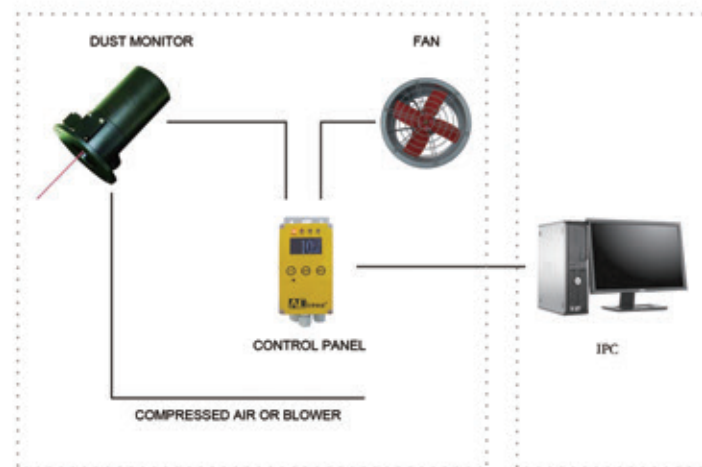 DUST MONITOR
FAN
CONTROL PANEL
IPC
COMPRESSED AIR OR BLOWER